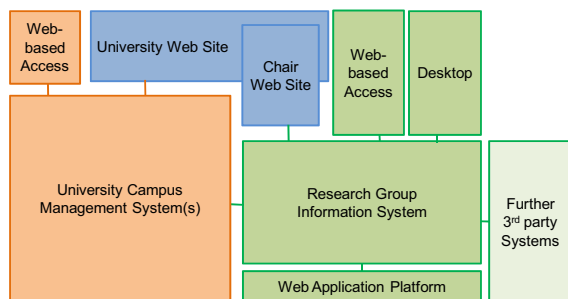 Web-
based
Access
University Web Site
Chair
Web Site
Web-
based
Access
Desktop
University Campus
Management System(s)
Research Group
Information System
Further
3rd party
Systems
Web Application Platform